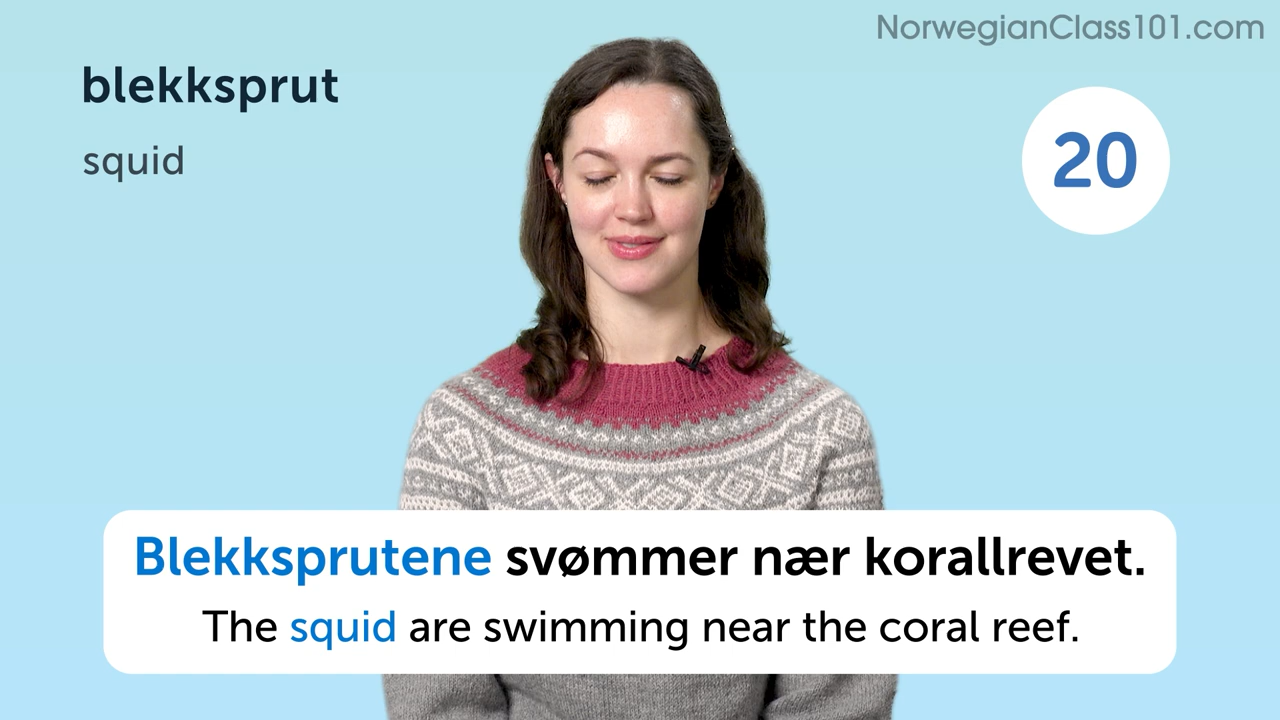 NorwegianClass101.com
blekksprut
squid
20
Blekksprutene svømmer nær korallrevet.
The squid are swimming near the coral reef.